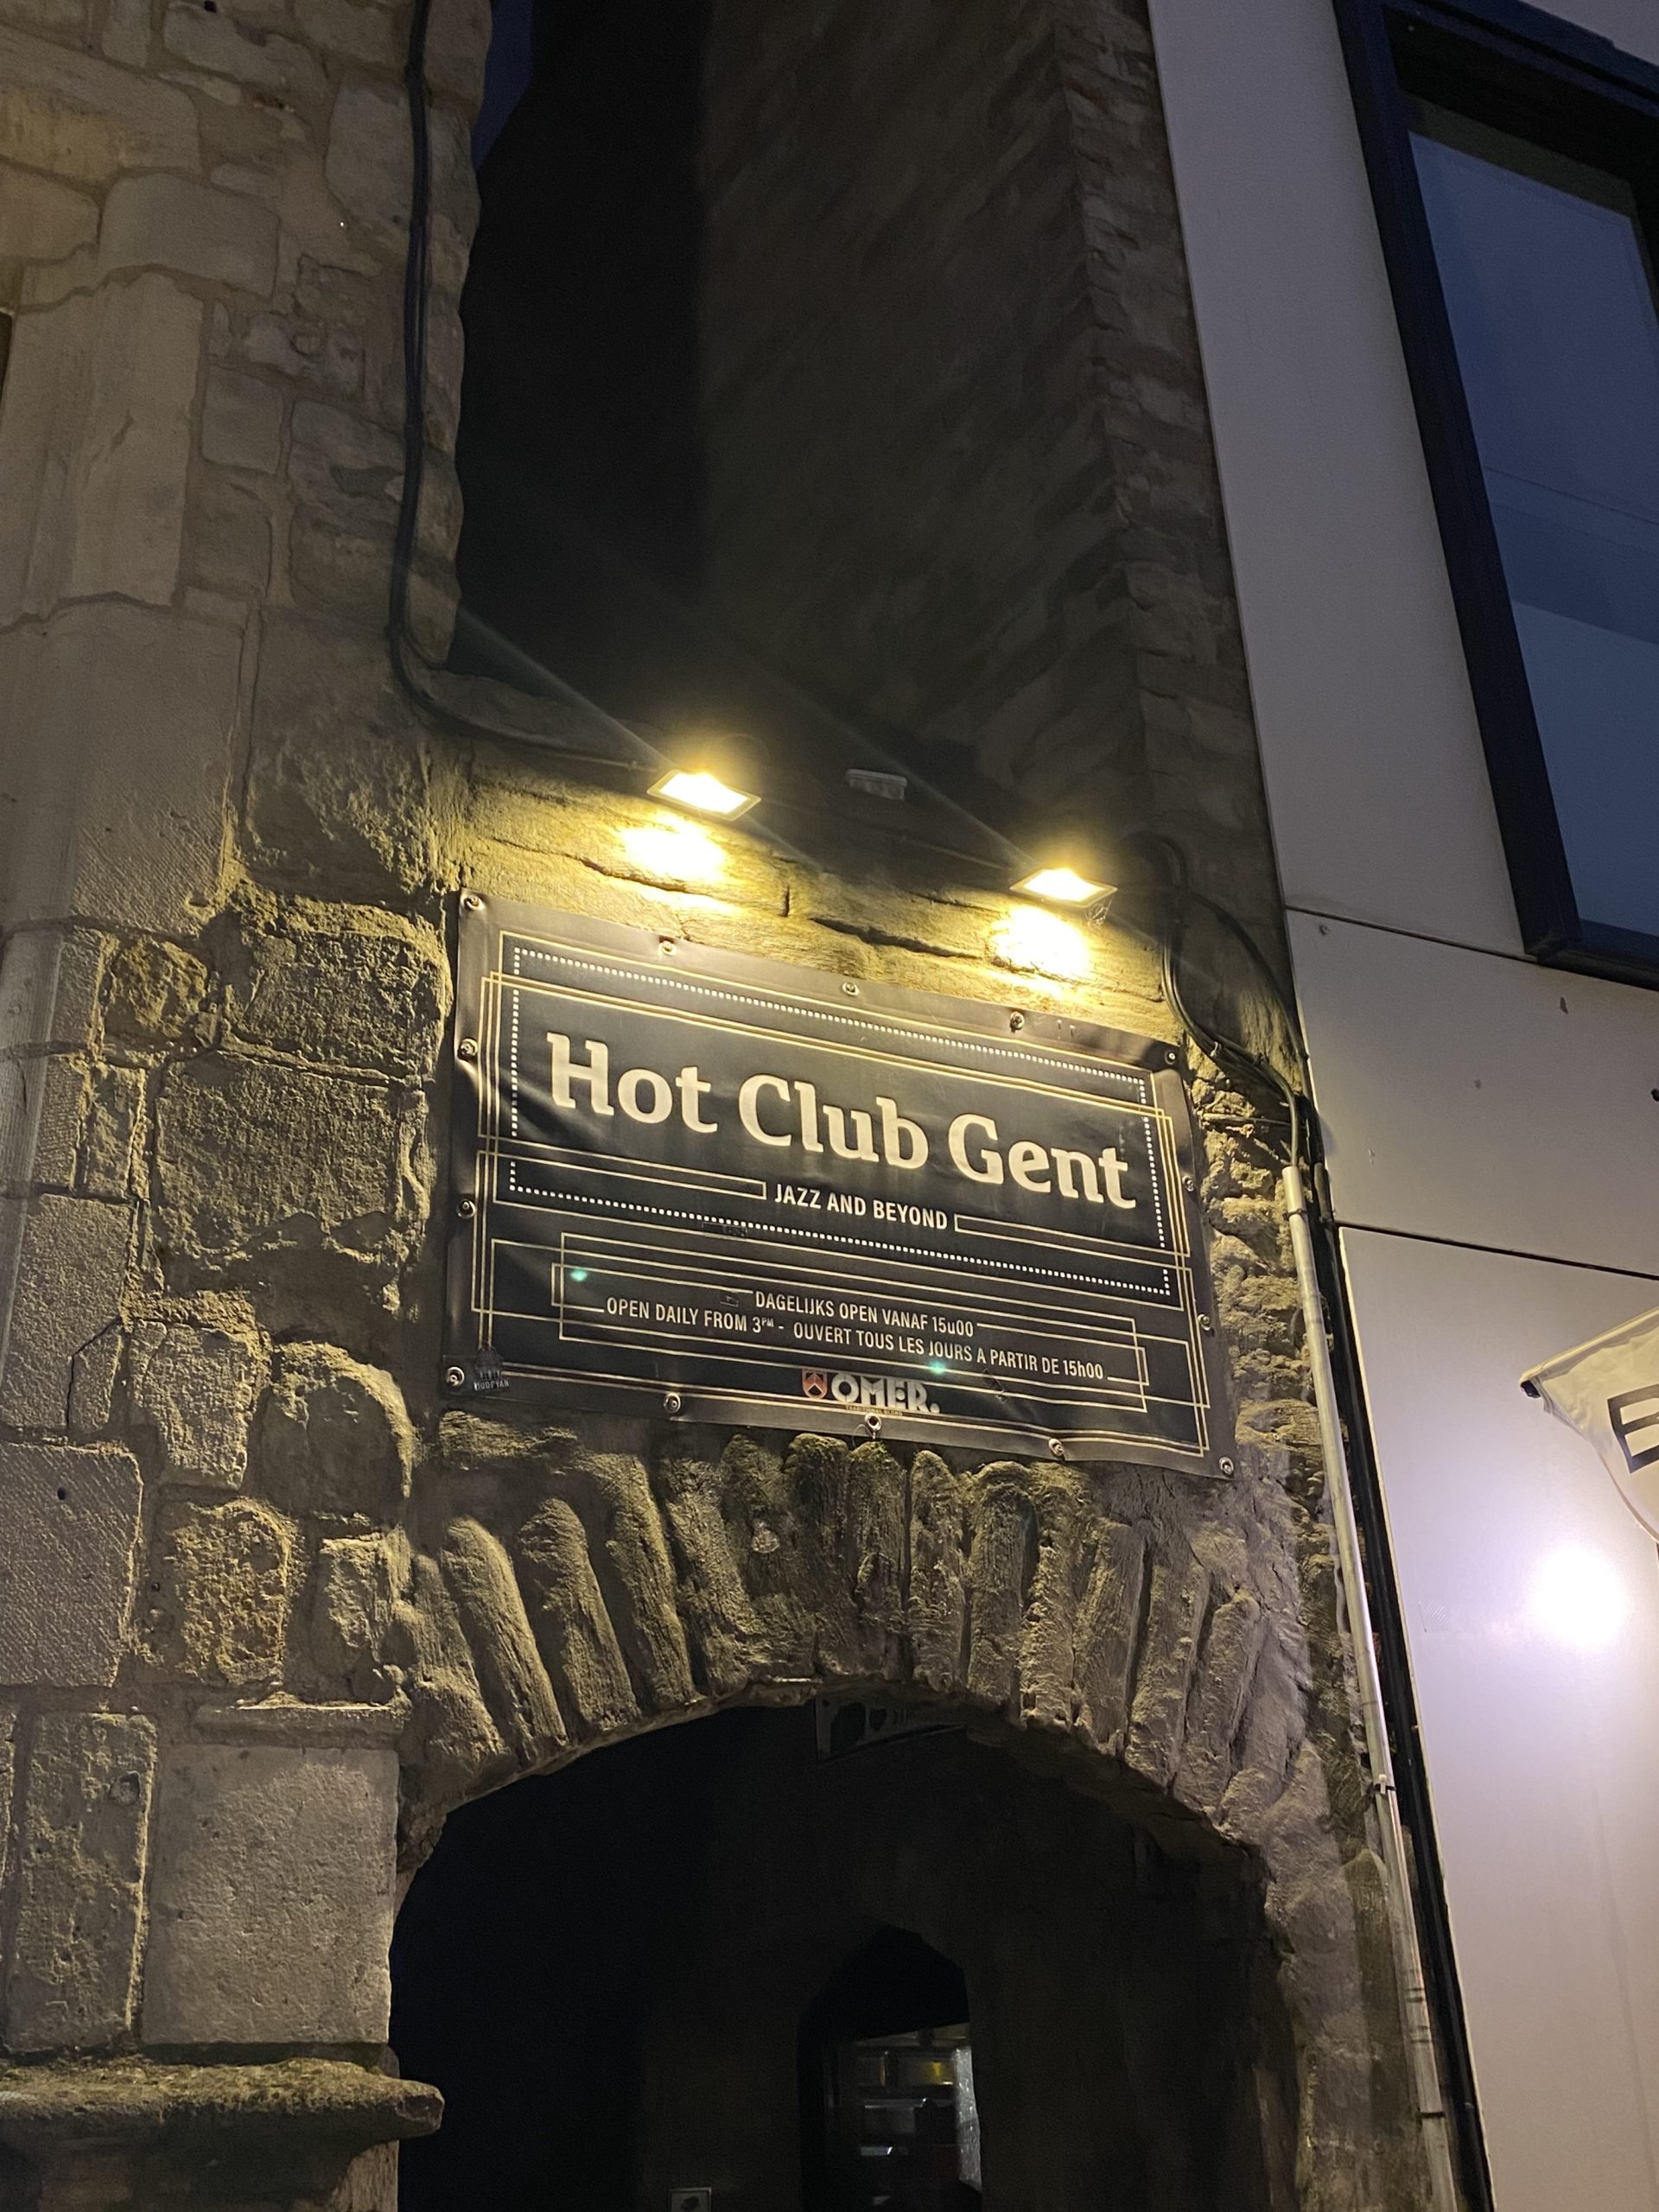 Hot Club Gent
JAZZ AND BEYOND
DAGELIJKS OPEN VANAF 15u00
OPEN DAILY FROM 3PM - OUVERT TOUS LES JOURS A PARTIR DE 15h00
OMER.